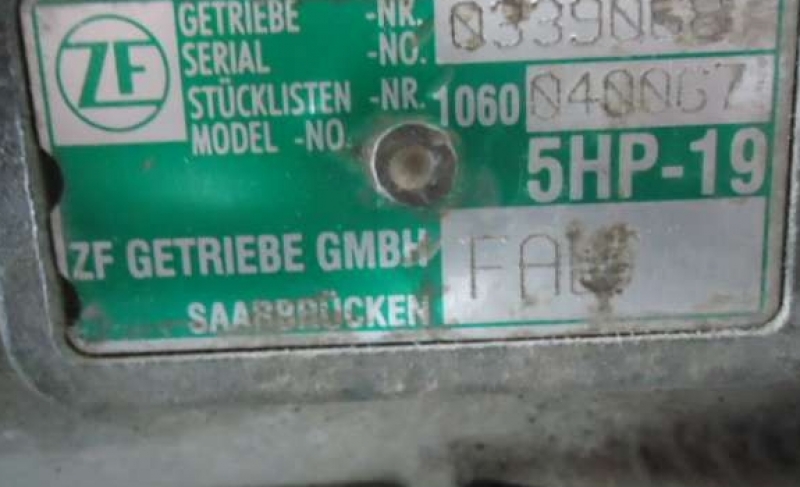 ZF
GETRIEBE -NR.
SERIAL -NO.
STÜCKLISTEN -NR. 1060
MODEL -NO.
5HP-19
ZF GETRIEBE GMBH
SAARBRÜCKEN